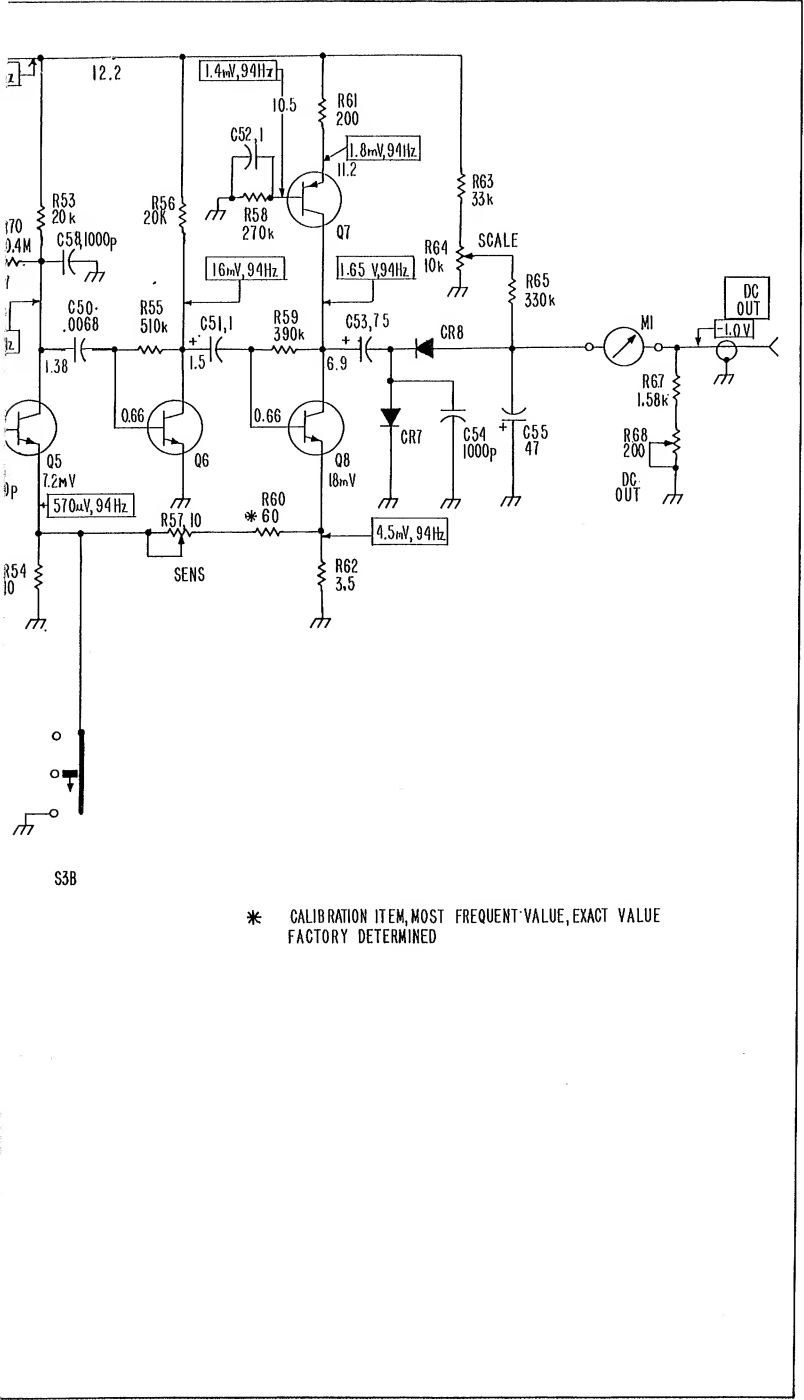 12.2
1.4mV, 94Hz
10.5
R61
200
C52, 1
1.8mV, 94Hz
11.2
R53
20k
R56
20K
R58
270k
Q7
R63
33k
0.4M
C58, 1000p
16mV, 94Hz
1.65 V, 94Hz
R64
10k
SCALE
R65
330k
DC
OUT
-1.0 V
C50
.0068
R55
510k
+
C51, 1
R59
390k
+
C53, 75
CR8
M1
1.38
1.5
6.9
R67
1.58k
0.66
0.66
CR7
C54
1000p
+
C55
47
R68
200
DC
OUT
Q5
7.2mV
Q6
Q8
18mV
570uV, 94Hz
R57, 10
R60
* 60
4.5mV, 94Hz
SENS
R54
10
R62
3.5
S3B
* CALIBRATION ITEM, MOST FREQUENT VALUE, EXACT VALUE
FACTORY DETERMINED